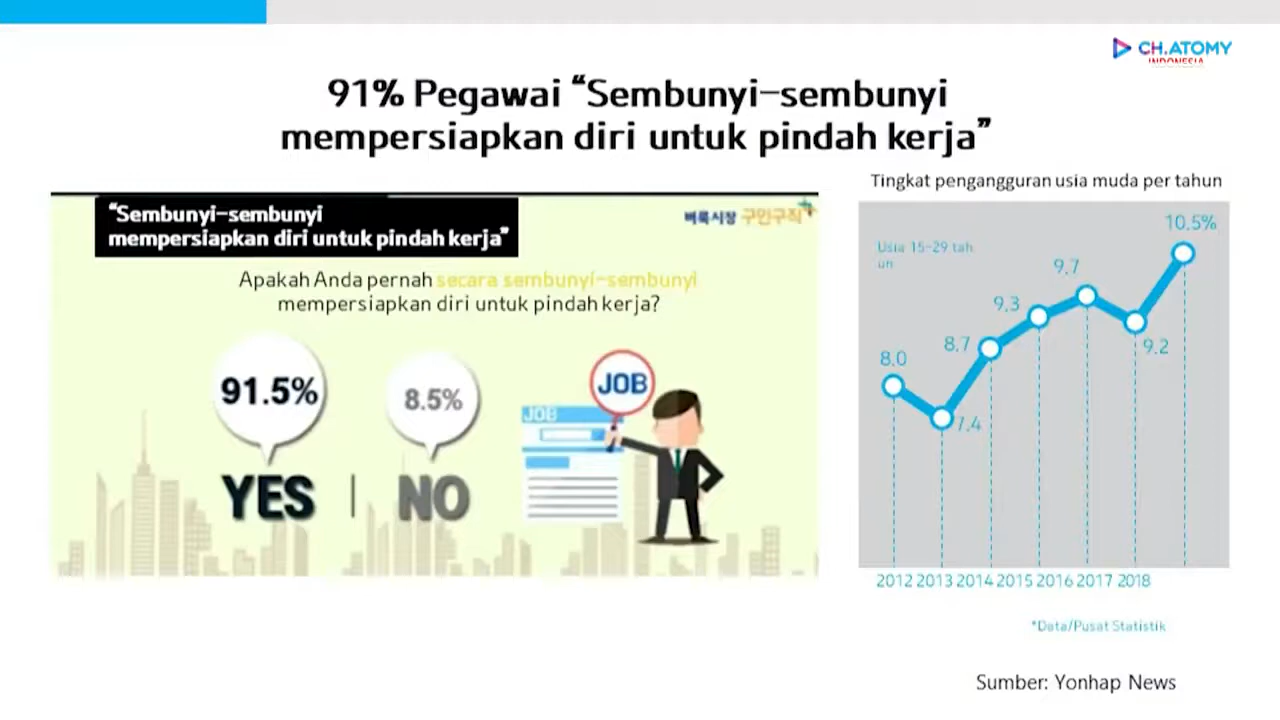 CH.ATOMY
INDONESIA
91% Pegawai “Sembunyi-sembunyi
mempersiapkan diri untuk pindah kerja”
“Sembunyi-sembunyi
mempersiapkan diri untuk pindah kerja”
벼룩시장 구인구직
Apakah Anda pernah secara sembunyi-sembunyi
mempersiapkan diri untuk pindah kerja?
91.5%
8.5%
YES | NO
JOB
JOB
Tingkat pengangguran usia muda per tahun
Usia 15-29 tah
un
8.0
7.4
8.7
9.3
9.7
9.2
10.5%
2012 2013 2014 2015 2016 2017 2018
*Data/Pusat Statistik
Sumber: Yonhap News